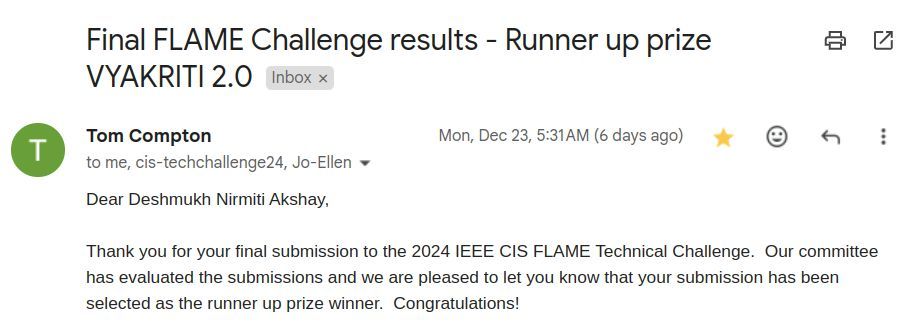 Final FLAME Challenge results - Runner up prize
VYAKRITI 2.0 Inbox ×
T
Tom Compton
Mon, Dec 23, 5:31 AM (6 days ago)
to me, cis-techchallenge24, Jo-Ellen
Dear Deshmukh Nirmiti Akshay,
Thank you for your final submission to the 2024 IEEE CIS FLAME Technical Challenge.  Our committee
has evaluated the submissions and we are pleased to let you know that your submission has been
selected as the runner up prize winner.  Congratulations!